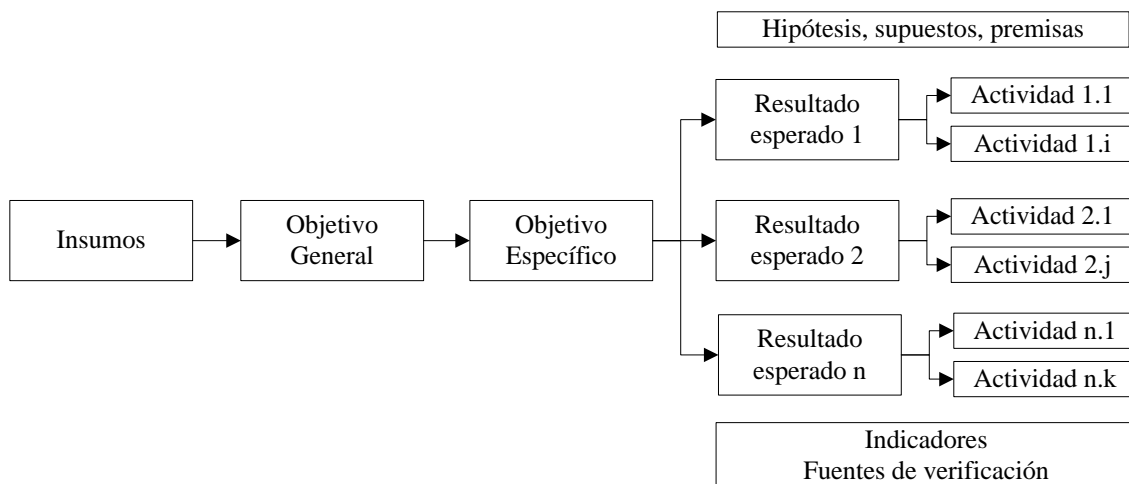 Hipótesis, supuestos, premisas
Resultado
esperado 1
Actividad 1.1
Actividad 1.i
Insumos
Objetivo
General
Objetivo
Específico
Resultado
esperado 2
Actividad 2.1
Actividad 2.j
Resultado
esperado n
Actividad n.1
Actividad n.k
Indicadores
Fuentes de verificación